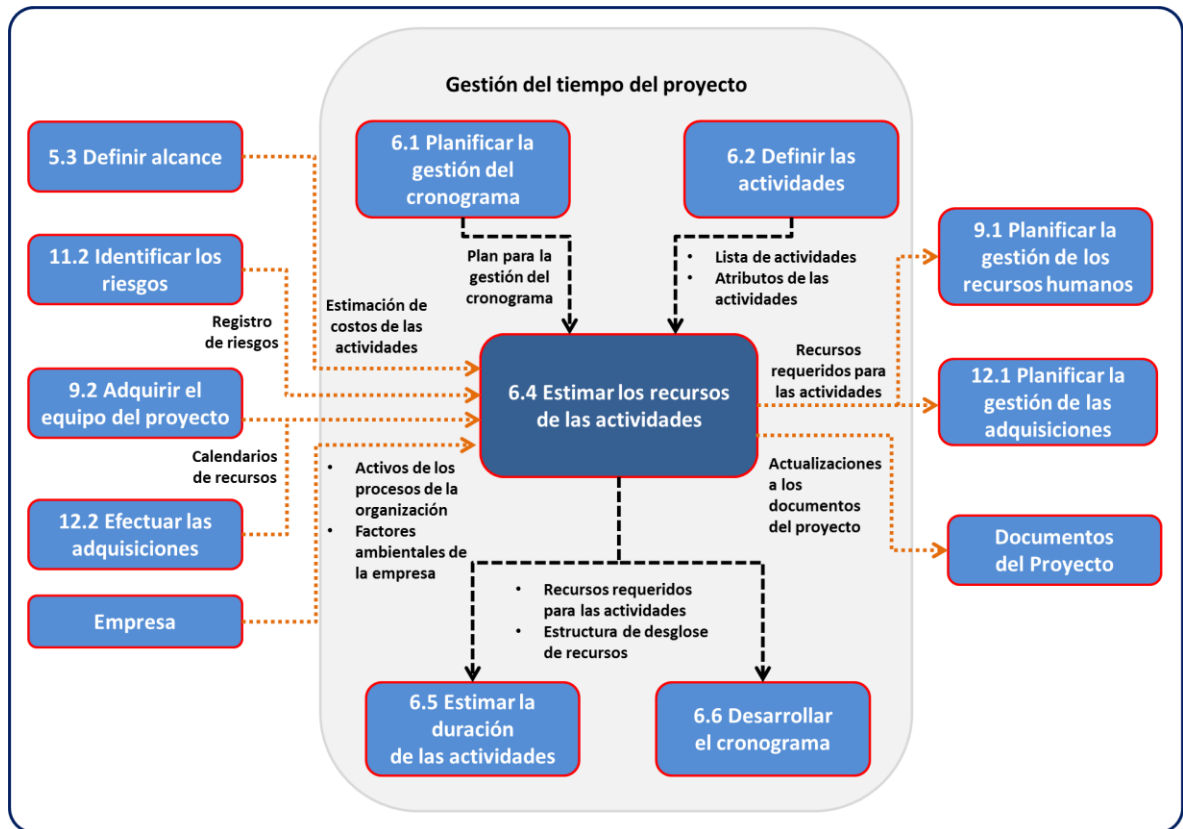 Gestión del tiempo del proyecto
5.3 Definir alcance
11.2 Identificar los
riesgos
Registro
de riesgos
9.2 Adquirir el
equipo del proyecto
Calendarios
de recursos
12.2 Efectuar las
adquisiciones
Empresa
6.1 Planificar la
gestión del
cronograma
6.2 Definir las
actividades
Plan para la
gestión del
cronograma
• Lista de actividades
• Atributos de las
actividades
Estimación de
costos de las
actividades
6.4 Estimar los recursos
de las actividades
• Activos de los
procesos de la
organización
• Factores
ambientales de
la empresa
• Recursos requeridos
para las actividades
• Estructura de desglose
de recursos
6.5 Estimar la
duración
de las actividades
6.6 Desarrollar
el cronograma
Recursos
requeridos para
las actividades
Actualizaciones
a los
documentos
del proyecto
9.1 Planificar la
gestión de los
recursos humanos
12.1 Planificar la
gestión de las
adquisiciones
Documentos
del Proyecto